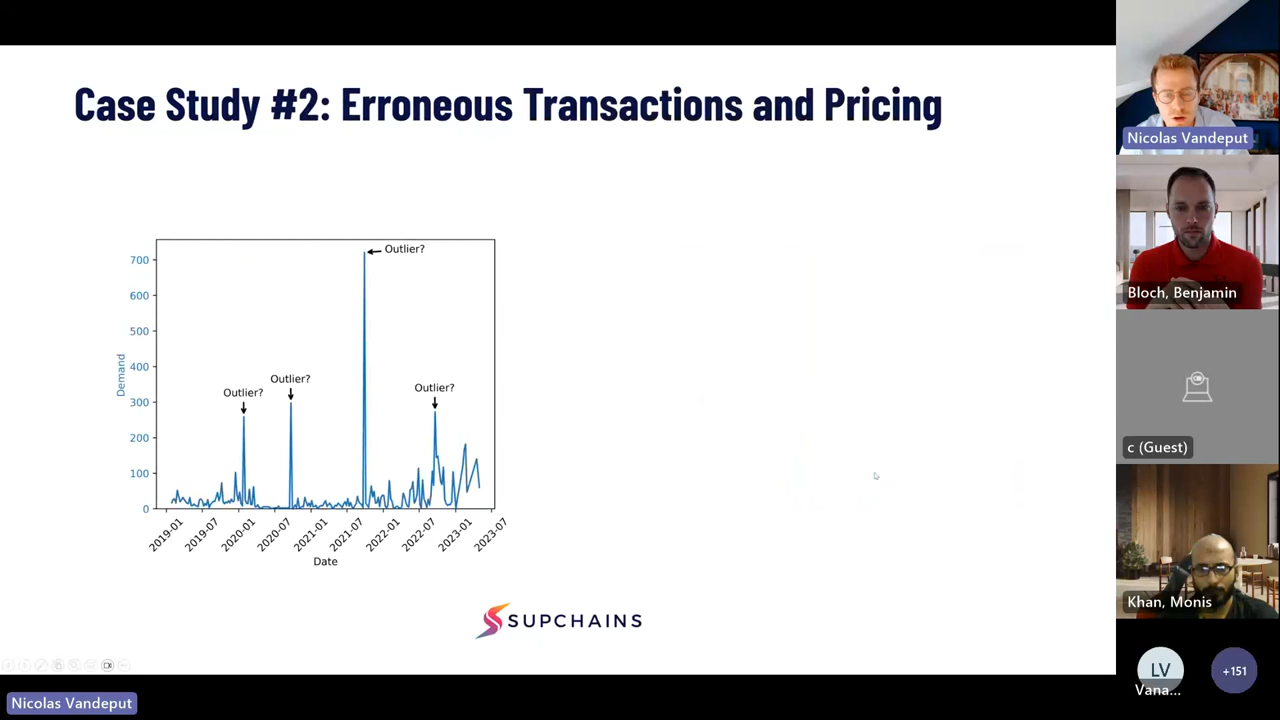 Case Study #2: Erroneous Transactions and Pricing
Nicolas Vandeput
Bloch, Benjamin
c (Guest)
Khan, Monis
LV
Vana...
+151
Outlier?
Outlier?
Outlier?
Outlier?
700
600
500
400
300
200
100
0
Demand
2019-01
2019-07
2020-01
2020-07
2021-01
2021-07
2022-01
2022-07
2023-01
2023-07
Date
SUPCHAINS
Nicolas Vandeput